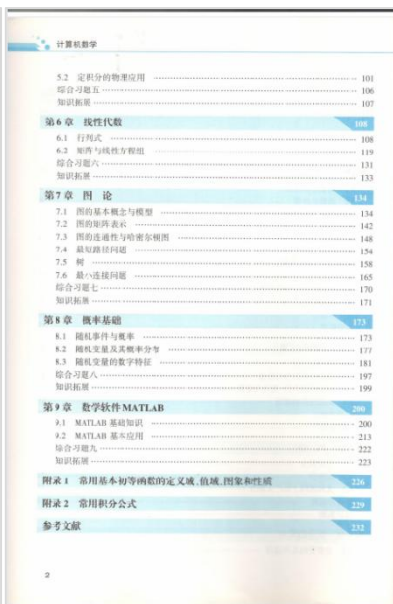 计算机数学
5.2 定积分的物理应用 101
综合习题五 106
知识拓展 107
第6章 线性代数 108
6.1 行列式 108
6.2 矩阵与线性方程组 119
综合习题六 131
知识拓展 133
第7章 图 论 134
7.1 图的基本概念与模型 134
7.2 图的矩阵表示 142
7.3 图的连通性与哈密尔顿图 148
7.4 最短路径问题 154
7.5 树 158
7.6 最小连接问题 165
综合习题七 170
知识拓展 171
第8章 概率基础 173
8.1 随机事件与概率 173
8.2 随机变量及其概率分布 177
8.3 随机变量的数字特征 181
综合习题八 197
知识拓展 199
第9章 数学软件MATLAB 200
9.1 MATLAB 基础知识 200
9.2 MATLAB 基本应用 213
综合习题九 222
知识拓展 223
附录1 常用基本初等函数的定义域、值域、图象和性质 226
附录2 常用积分公式 229
参考文献 232
2